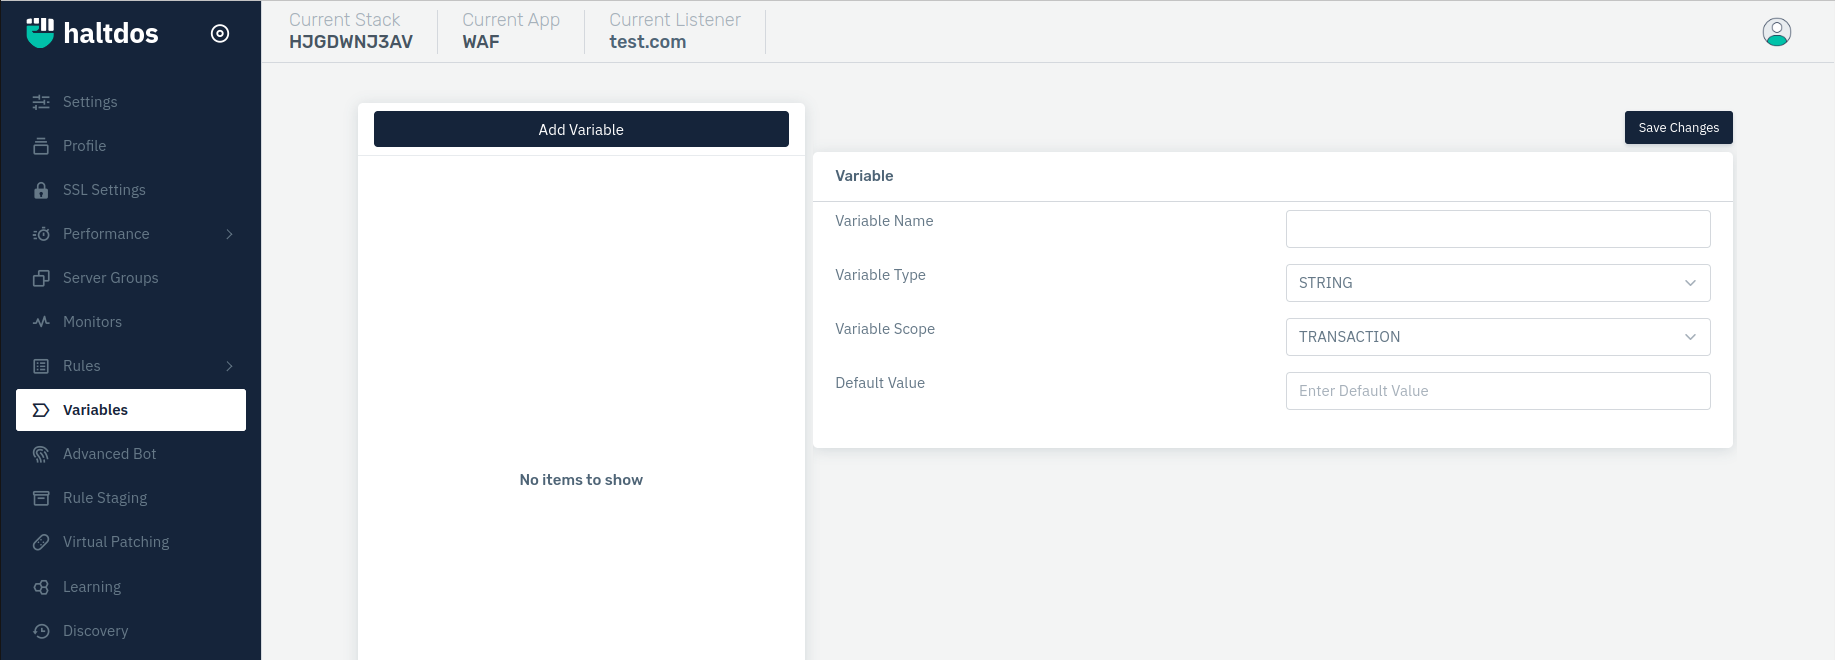 haltdos
Current Stack
HJGDWNJ3AV
Current App
WAF
Current Listener
test.com
Settings
Profile
SSL Settings
Performance
Server Groups
Monitors
Rules
Variables
Advanced Bot
Rule Staging
Virtual Patching
Learning
Discovery
Add Variable
No items to show
Save Changes
Variable
Variable Name
Variable Type
STRING
Variable Scope
TRANSACTION
Default Value
Enter Default Value